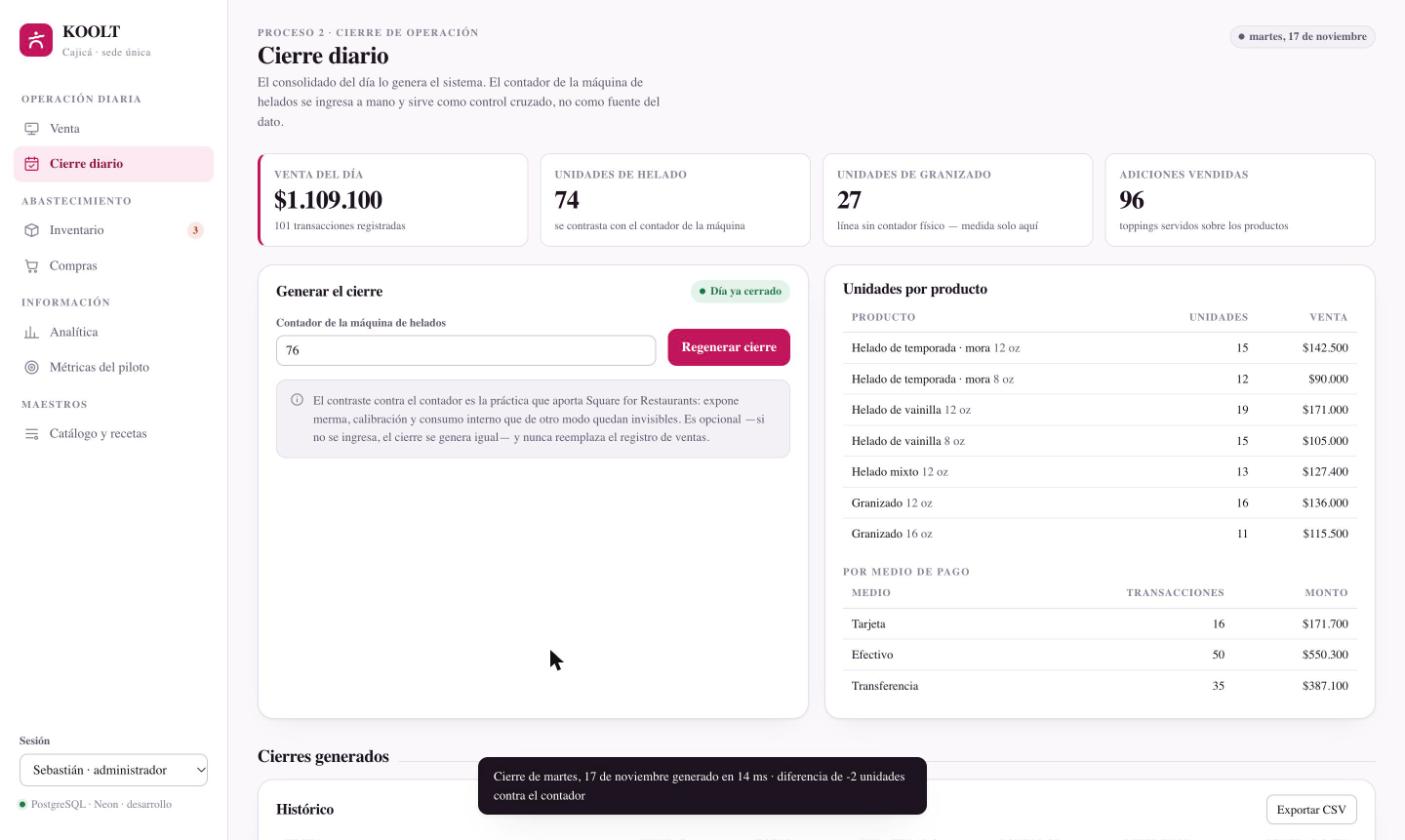 KOOLT
Cajicá · sede única
OPERACIÓN DIARIA
Venta
Cierre diario
ABASTECIMIENTO
Inventario 3
Compras
INFORMACIÓN
Analítica
Métricas del piloto
MAESTROS
Catálogo y recetas
Sesión
Sebastián · administrador
PostgreSQL · Neon · desarrollo
PROCESO 2 · CIERRE DE OPERACIÓN
Cierre diario
El consolidado del día lo genera el sistema. El contador de la máquina de
helados se ingresa a mano y sirve como control cruzado, no como fuente del
dato.
martes, 17 de noviembre
VENTA DEL DÍA
$1.109.100
101 transacciones registradas
UNIDADES DE HELADO
74
se contrasta con el contador de la máquina
UNIDADES DE GRANIZADO
27
línea sin contador físico — medida solo aquí
ADICIONES VENDIDAS
96
toppings servidos sobre los productos
Generar el cierre
Día ya cerrado
Contador de la máquina de helados
76
Regenerar cierre
El contraste contra el contador es la práctica que aporta Square for Restaurants: expone
merma, calibración y consumo interno que de otro modo quedan invisibles. Es opcional —si
no se ingresa, el cierre se genera igual— y nunca reemplaza el registro de ventas.
Unidades por producto
PRODUCTO UNIDADES VENTA
Helado de temporada · mora 12 oz 15 $142.500
Helado de temporada · mora 8 oz 12 $90.000
Helado de vainilla 12 oz 19 $171.000
Helado de vainilla 8 oz 15 $105.000
Helado mixto 12 oz 13 $127.400
Granizado 12 oz 16 $136.000
Granizado 16 oz 11 $115.500
POR MEDIO DE PAGO
MEDIO TRANSACCIONES MONTO
Tarjeta 16 $171.700
Efectivo 50 $550.300
Transferencia 35 $387.100
Cierres generados
Cierre de martes, 17 de noviembre generado en 14 ms · diferencia de -2 unidades
contra el contador
Histórico
Exportar CSV